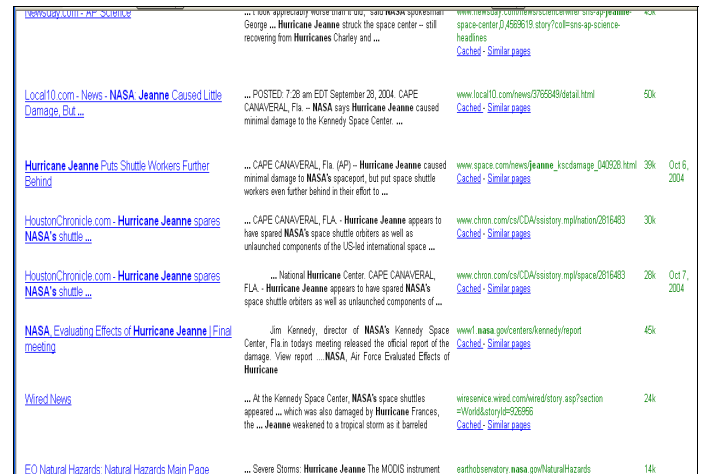 Newsday.com - AP Science
... I look appreciably worse than it did," said NASA spokesman
George ... Hurricane Jeanne struck the space center -- still
recovering from Hurricanes Charley and ...
space-center,0,4569619.story?coll=sns-ap-science-
headlines
Cached - Similar pages
45k
Local10.com - News - NASA: Jeanne Caused Little
Damage, But ...
... POSTED: 7:28 am EDT September 28, 2004. CAPE
CANAVERAL, Fla. -- NASA says Hurricane Jeanne caused
minimal damage to the Kennedy Space Center. ...
www.local10.com/news/3765849/detail.html
Cached - Similar pages
50k
Hurricane Jeanne Puts Shuttle Workers Further
Behind
... CAPE CANAVERAL, Fla. (AP) -- Hurricane Jeanne caused
minimal damage to NASA's spaceport, but put space shuttle
workers even further behind in their effort to ...
www.space.com/news/jeanne_kscdamage_040928.html
Cached - Similar pages
39k
Oct 6,
2004
HoustonChronicle.com - Hurricane Jeanne spares
NASA's shuttle ...
... CAPE CANAVERAL, FLA. - Hurricane Jeanne appears to
have spared NASA's space shuttle orbiters as well as
unlaunched components of the US-led international space ...
www.chron.com/cs/CDA/ssistory.mpl/nation/2816483
Cached - Similar pages
30k
HoustonChronicle.com - Hurricane Jeanne spares
NASA's shuttle ...
... National Hurricane Center. CAPE CANAVERAL,
FLA. - Hurricane Jeanne appears to have spared NASA's
space shuttle orbiters as well as unlaunched components of ...
www.chron.com/cs/CDA/ssistory.mpl/space/2816483
Cached - Similar pages
28k
Oct 7,
2004
NASA, Evaluating Effects of Hurricane Jeanne | Final
meeting
Jim Kennedy, director of NASA's Kennedy Space
Center, Fla.in todays meeting released the official report of the
damage. View report ....NASA, Air Force Evaluated Effects of
Hurricane
www1.nasa.gov/centers/kennedy/report
Cached - Similar pages
45k
Wired News
... At the Kennedy Space Center, NASA's space shuttles
appeared ... which was also damaged by Hurricane Frances,
the ... Jeanne weakened to a tropical storm as it barreled
wireservice.wired.com/wired/story.asp?section
=World&storyId=926956
Cached - Similar pages
24k
EO Natural Hazards: Natural Hazards Main Page
... Severe Storms: Hurricane Jeanne The MODIS instrument
earthobservatory.nasa.gov/NaturalHazards
14k